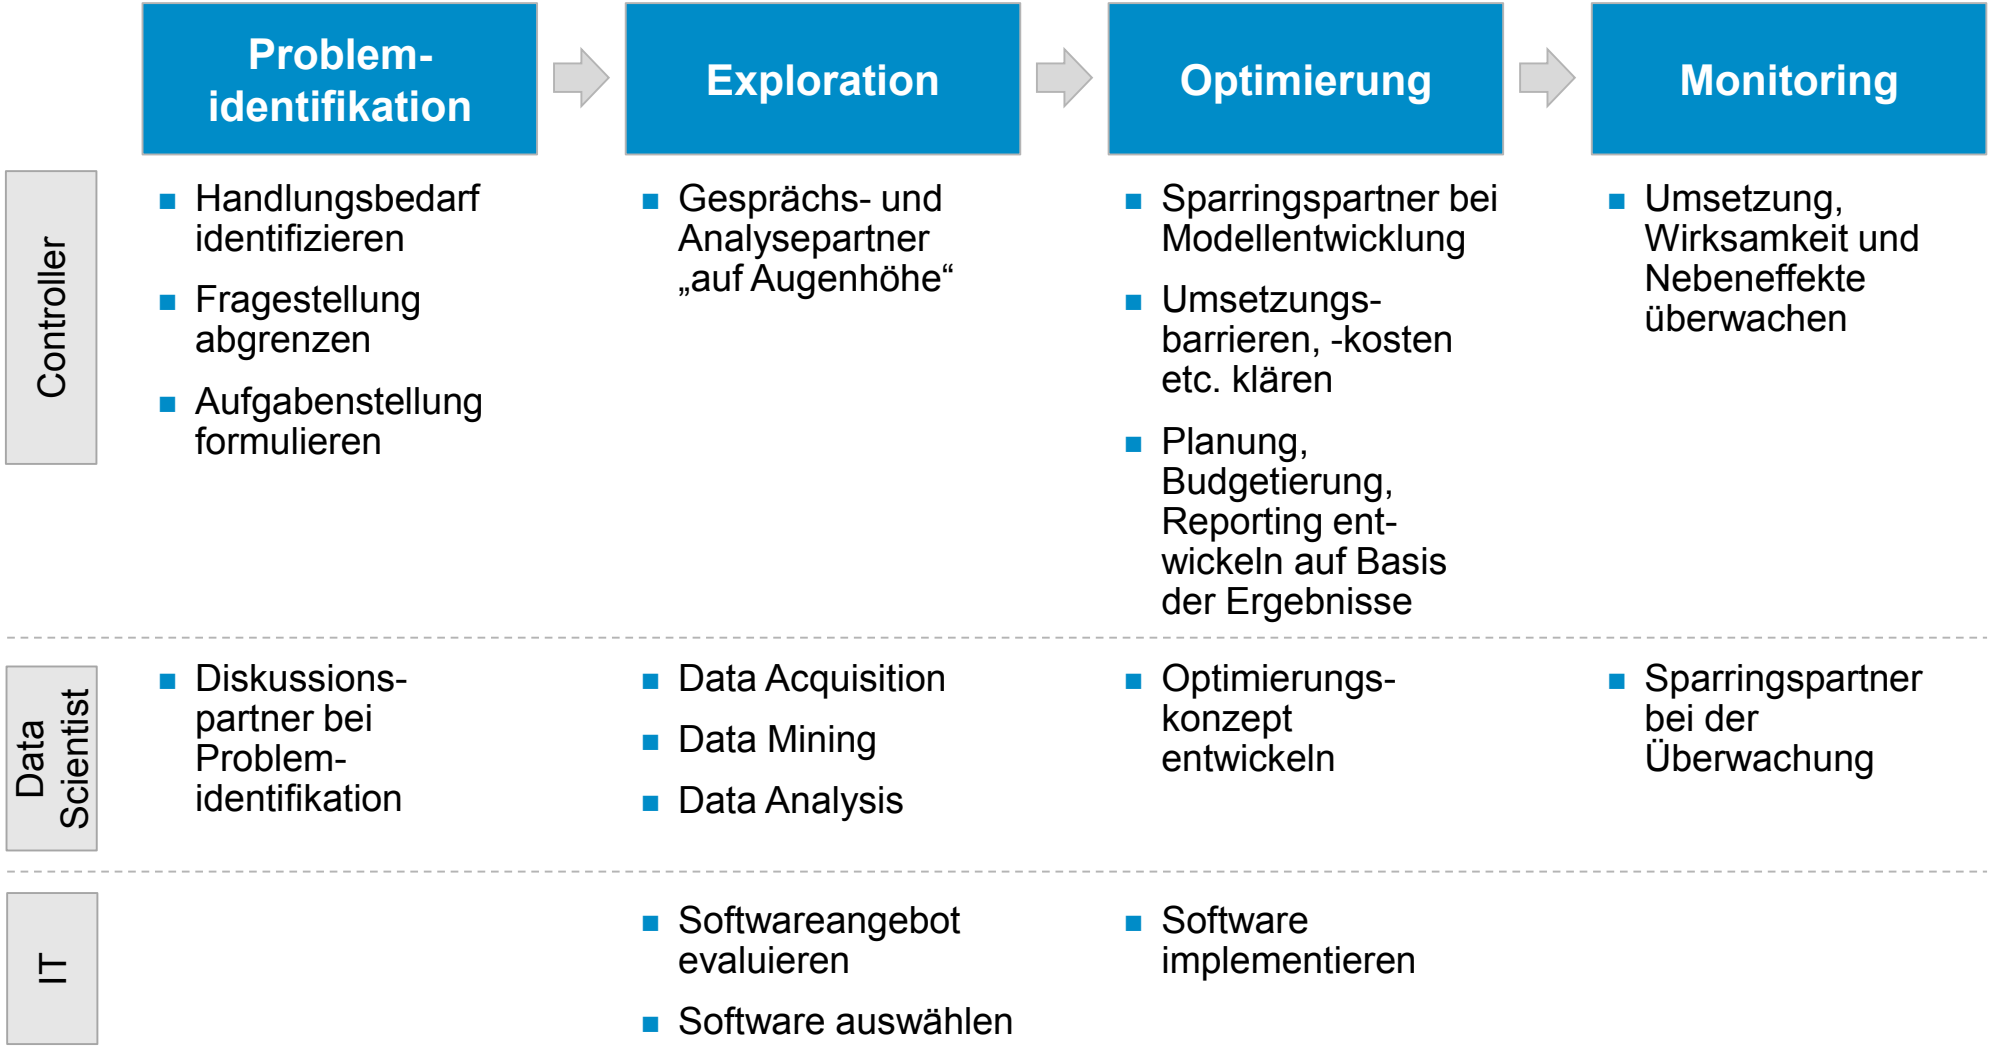 Problem-
identifikation
Exploration
Optimierung
Monitoring
Controller
Handlungsbedarf
identifizieren
Fragestellung
abgrenzen
Aufgabenstellung
formulieren
Gesprächs- und
Analysepartner
„auf Augenhöhe“
Sparringspartner bei
Modellentwicklung
Umsetzungs-
barrieren, -kosten
etc. klären
Planung,
Budgetierung,
Reporting ent-
wickeln auf Basis
der Ergebnisse
Umsetzung,
Wirksamkeit und
Nebeneffekte
überwachen
Data
Scientist
Diskussions-
partner bei
Problem-
identifikation
Data Acquisition
Data Mining
Data Analysis
Optimierungs-
konzept
entwickeln
Sparringspartner
bei der
Überwachung
IT
Softwareangebot
evaluieren
Software auswählen
Software
implementieren